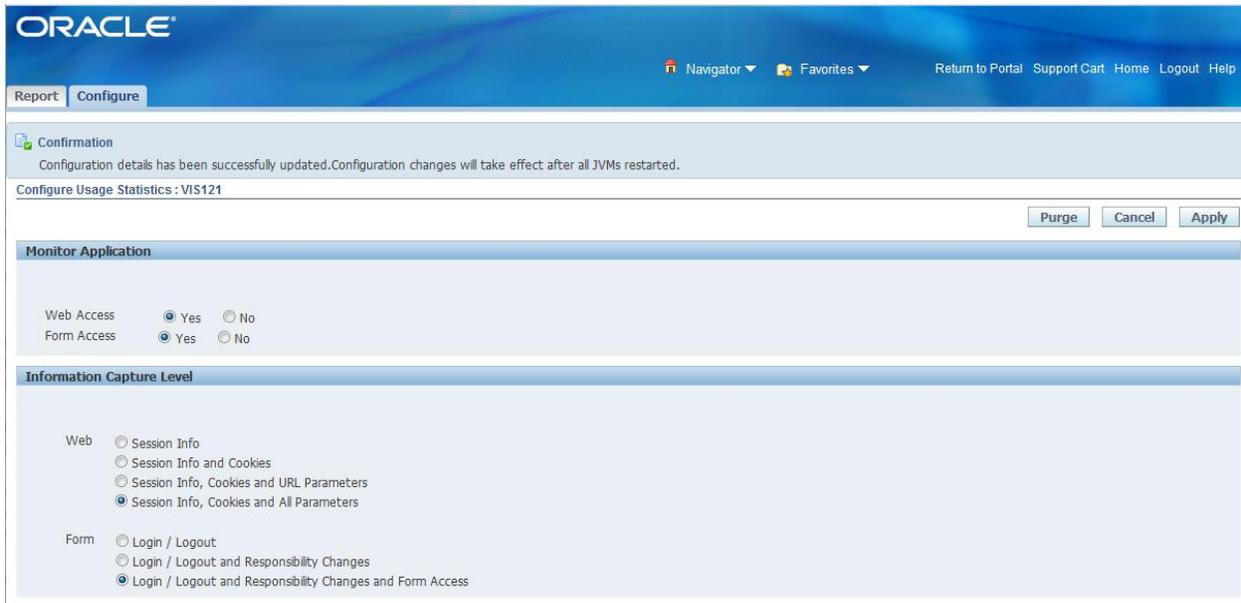 ORACLE®
Navigator Favorites Return to Portal Support Cart Home Logout Help
Report Configure
Confirmation
Configuration details has been successfully updated.Configuration changes will take effect after all JVMs restarted.
Configure Usage Statistics : VIS121
Purge Cancel Apply
Monitor Application
Web Access Yes No
Form Access Yes No
Information Capture Level
Web Session Info
Session Info and Cookies
Session Info, Cookies and URL Parameters
Session Info, Cookies and All Parameters
Form Login / Logout
Login / Logout and Responsibility Changes
Login / Logout and Responsibility Changes and Form Access